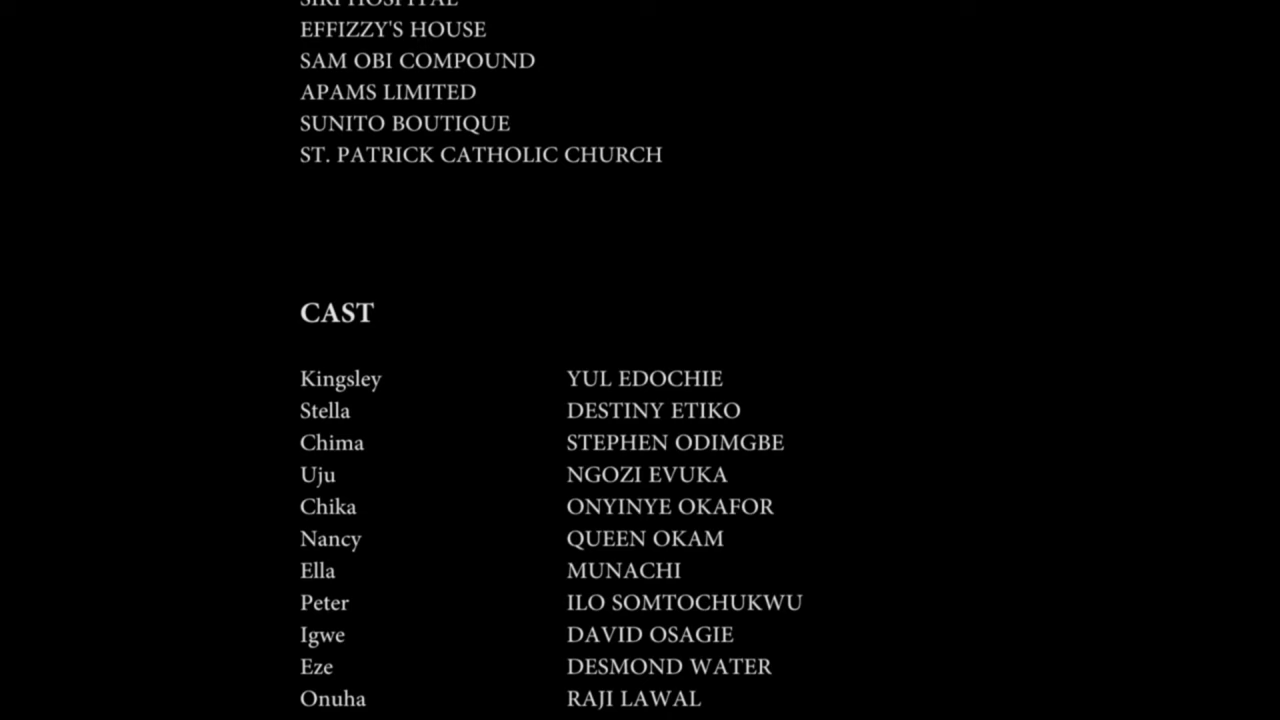 SIRI HOSPITAL
EFFIZZY'S HOUSE
SAM OBI COMPOUND
APAMS LIMITED
SUNITO BOUTIQUE
ST. PATRICK CATHOLIC CHURCH
CAST
Kingsley YUL EDOCHIE
Stella DESTINY ETIKO
Chima STEPHEN ODIMGBE
Uju NGOZI EVUKA
Chika ONYINYE OKAFOR
Nancy QUEEN OKAM
Ella MUNACHI
Peter ILO SOMTOCHUKWU
Igwe DAVID OSAGIE
Eze DESMOND WATER
Onuha RAJI LAWAL